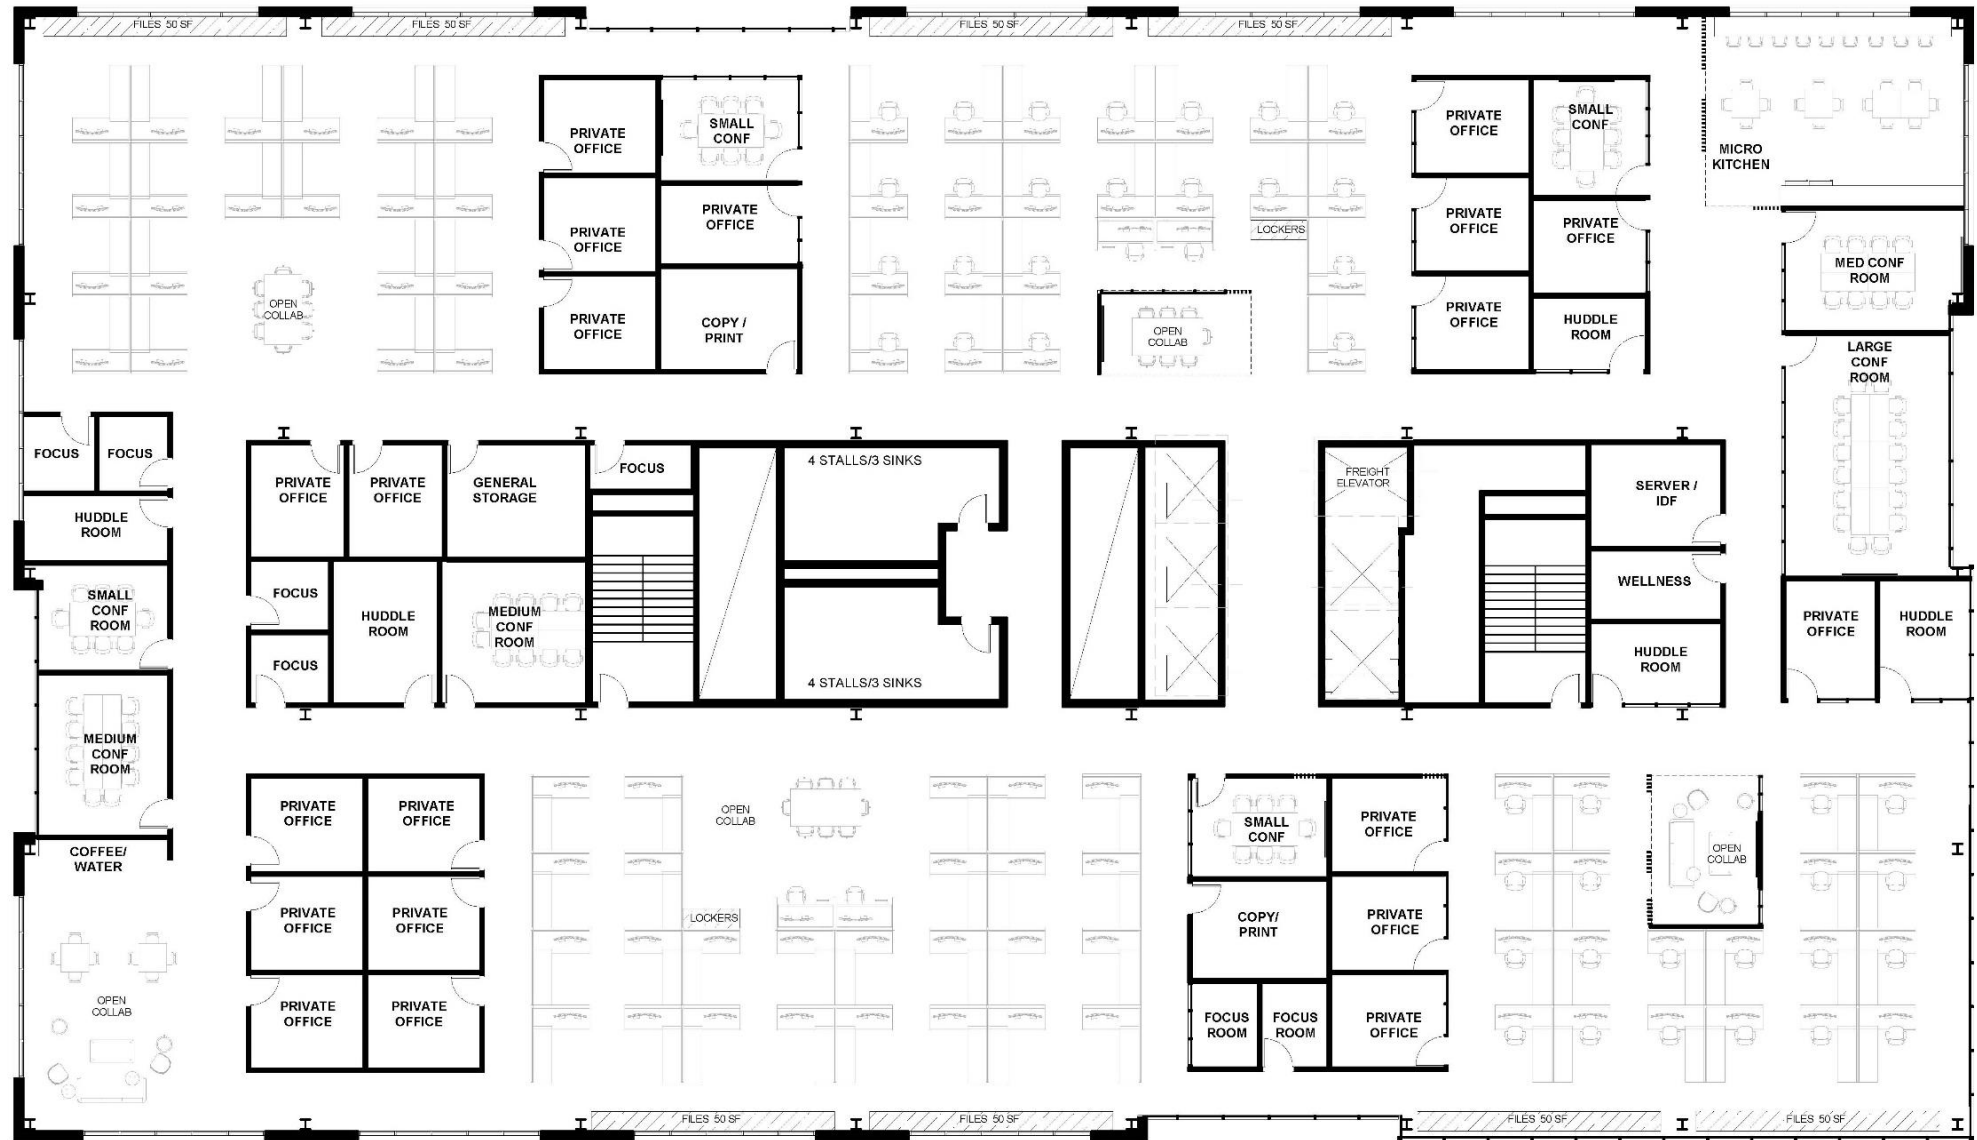 FILES 50 SF
FILES 50 SF
FILES 50 SF
FILES 50 SF
PRIVATE
OFFICE
SMALL
CONF
PRIVATE
OFFICE
PRIVATE
OFFICE
PRIVATE
OFFICE
COPY /
PRINT
OPEN
COLLAB
LOCKERS
OPEN
COLLAB
PRIVATE
OFFICE
SMALL
CONF
PRIVATE
OFFICE
PRIVATE
OFFICE
PRIVATE
OFFICE
HUDDLE
ROOM
MICRO
KITCHEN
MED CONF
ROOM
LARGE
CONF
ROOM
FOCUS
FOCUS
HUDDLE
ROOM
SMALL
CONF
ROOM
MEDIUM
CONF
ROOM
COFFEE/
WATER
PRIVATE
OFFICE
PRIVATE
OFFICE
GENERAL
STORAGE
FOCUS
FOCUS
FOCUS
HUDDLE
ROOM
MEDIUM
CONF
ROOM
4 STALLS/3 SINKS
4 STALLS/3 SINKS
FREIGHT
ELEVATOR
SERVER /
IDF
WELLNESS
HUDDLE
ROOM
PRIVATE
OFFICE
HUDDLE
ROOM
PRIVATE
OFFICE
PRIVATE
OFFICE
PRIVATE
OFFICE
PRIVATE
OFFICE
PRIVATE
OFFICE
PRIVATE
OFFICE
OPEN
COLLAB
OPEN
COLLAB
LOCKERS
SMALL
CONF
PRIVATE
OFFICE
COPY/
PRINT
PRIVATE
OFFICE
FOCUS
ROOM
FOCUS
ROOM
PRIVATE
OFFICE
OPEN
COLLAB
FILES 50 SF
FILES 50 SF
FILES 50 SF
FILES 50 SF